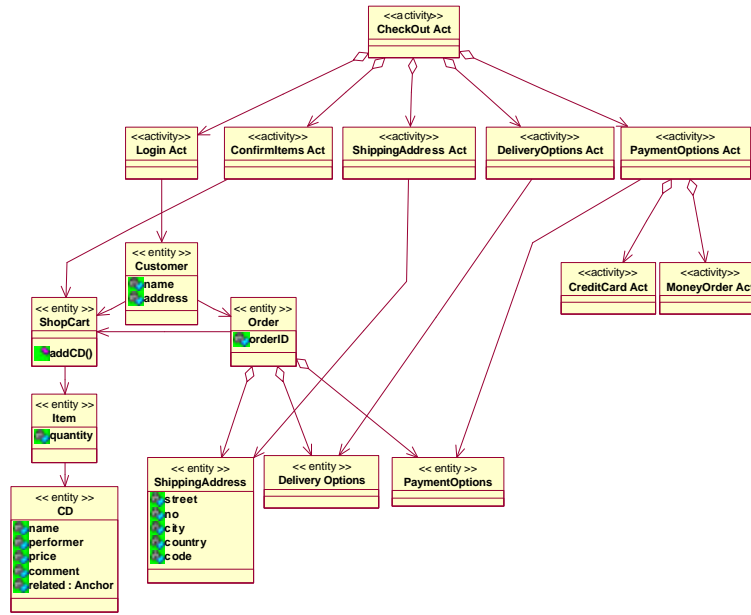 <<activity>>
CheckOut Act
<<activity>>
Login Act
<<activity>>
ConfirmItems Act
<<activity>>
ShippingAddress Act
<<activity>>
DeliveryOptions Act
<<activity>>
PaymentOptions Act
<< entity >>
Customer
name
address
<<activity>>
CreditCard Act
<<activity>>
MoneyOrder Act
<< entity >>
ShopCart
addCD()
<< entity >>
Order
orderID
<< entity >>
Item
quantity
<< entity >>
ShippingAddress
street
no
city
country
code
<< entity >>
Delivery Options
<< entity >>
PaymentOptions
<< entity >>
CD
name
performer
price
comment
related : Anchor